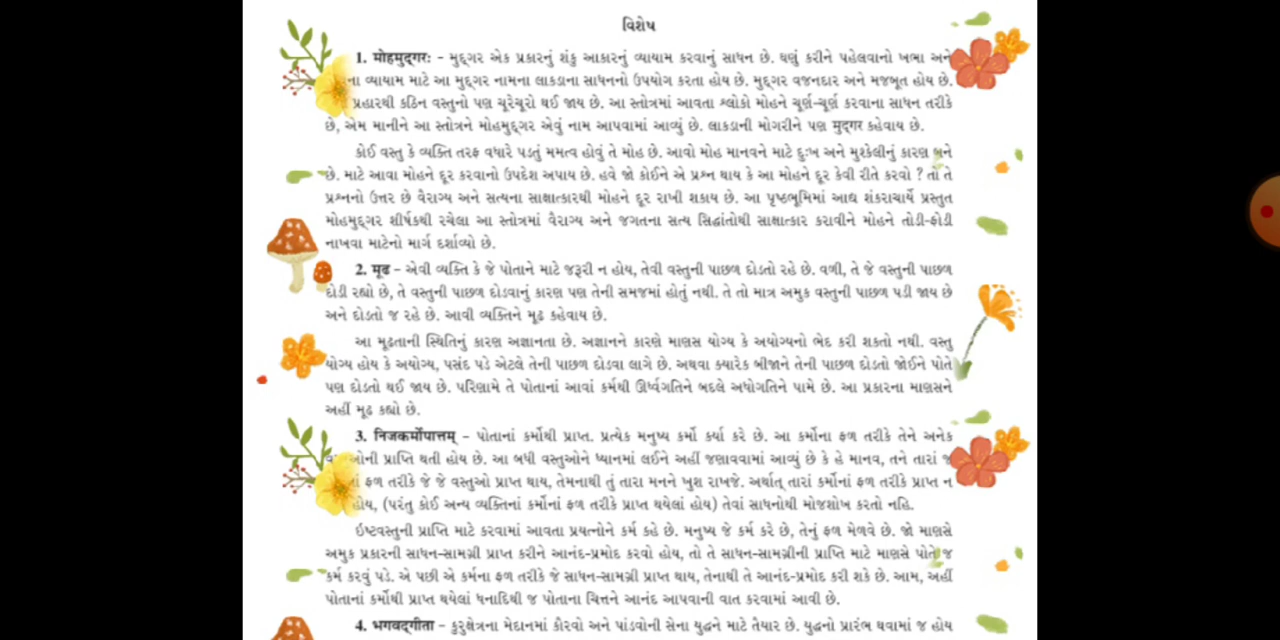 વિશેષ
1. मोहमुद्गरः – મુદ્ગર એક પ્રકારનું શંકુ આકારનું વ્યાયામ કરવાનું સાધન છે. ઘણું કરીને પહેલવાનો ખભા અને
ના વ્યાયામ માટે આ મુદ્ગર નામના લાકડાના સાધનનો ઉપયોગ કરતા હોય છે. મુદ્ગર વજનદાર અને મજબૂત હોય છે.
પ્રહારથી કઠિન વસ્તુનો પણ ચૂરેચૂરો થઈ જાય છે. આ સ્તોત્રમાં આવતા શ્લોકો મોહને ચૂર્ણ-ચૂર્ણ કરવાના સાધન તરીકે
છે, એમ માનીને આ સ્તોત્રને મોહમુદ્ગર એવું નામ આપવામાં આવ્યું છે. લાકડાની મોગરીને પણ मुद्गर કહેવાય છે.
કોઈ વસ્તુ કે વ્યક્તિ તરફ વધારે પડતું મમત્વ હોવું તે મોહ છે. આવો મોહ માનવને માટે દુઃખ અને મુશ્કેલીનું કારણ બને
છે. માટે આવા મોહને દૂર કરવાનો ઉપદેશ અપાય છે. હવે જો કોઈને એ પ્રશ્ન થાય કે આ મોહને દૂર કેવી રીતે કરવો ? તો તે
પ્રશ્નનો ઉત્તર છે વૈરાગ્ય અને સત્યના સાક્ષાત્કારથી મોહને દૂર રાખી શકાય છે. આ પૃષ્ઠભૂમિમાં આદ્ય શંકરાચાર્યે પ્રસ્તુત
મોહમુદ્ગર શીર્ષકથી રચેલા આ સ્તોત્રમાં વૈરાગ્ય અને જગતના સત્ય સિદ્ધાંતોથી સાક્ષાત્કાર કરાવીને મોહને તોડી-ફોડી
નાખવા માટેનો માર્ગ દર્શાવ્યો છે.
2. मूढ – એવી વ્યક્તિ કે જે પોતાને માટે જરૂરી ન હોય, તેવી વસ્તુની પાછળ દોડતો રહે છે. વળી, તે જે વસ્તુની પાછળ
દોડી રહ્યો છે, તે વસ્તુની પાછળ દોડવાનું કારણ પણ તેની સમજમાં હોતું નથી. તે તો માત્ર અમુક વસ્તુની પાછળ પડી જાય છે
અને દોડતો જ રહે છે. આવી વ્યક્તિને મૂઢ કહેવાય છે.
આ મૂઢતાની સ્થિતિનું કારણ અજ્ઞાનતા છે. અજ્ઞાનને કારણે માણસ યોગ્ય કે અયોગ્યનો ભેદ કરી શકતો નથી. વસ્તુ
યોગ્ય હોય કે અયોગ્ય, પસંદ પડે એટલે તેની પાછળ દોડવા લાગે છે. અથવા ક્યારેક બીજાને તેની પાછળ દોડતો જોઈને પોતે
પણ દોડતો થઈ જાય છે. પરિણામે તે પોતાનાં આવાં કર્મથી ઊર્ધ્વગતિને બદલે અધોગતિને પામે છે. આ પ્રકારના માણસને
અહીં મૂઢ કહ્યો છે.
3. निजकर्मोपात्तम् – પોતાનાં કર્મોથી પ્રાપ્ત. પ્રત્યેક મનુષ્ય કર્મો કર્યા કરે છે. આ કર્મોના ફળ તરીકે તેને અનેક
ઓની પ્રાપ્તિ થતી હોય છે. આ બધી વસ્તુઓને ધ્યાનમાં લઈને અહીં જણાવવામાં આવ્યું છે કે હે માનવ, તને તારાં જ
ફળ તરીકે જે જે વસ્તુઓ પ્રાપ્ત થાય, તેમનાથી તું તારા મનને ખુશ રાખજે. અર્થાત્ તારાં કર્મોનાં ફળ તરીકે પ્રાપ્ત ન
હોય, (પરંતુ કોઈ અન્ય વ્યક્તિનાં કર્મોનાં ફળ તરીકે પ્રાપ્ત થયેલાં હોય) તેવાં સાધનોથી મોજશોખ કરતો નહિ.
ઇષ્ટવસ્તુની પ્રાપ્તિ માટે કરવામાં આવતા પ્રયત્નોને કર્મ કહે છે. મનુષ્ય જે કર્મ કરે છે, તેનું ફળ મેળવે છે. જો માણસે
અમુક પ્રકારની સાધન-સામગ્રી પ્રાપ્ત કરીને આનંદ-પ્રમોદ કરવો હોય, તો તે સાધન-સામગ્રીની પ્રાપ્તિ માટે માણસે પોતે જ
કર્મ કરવું પડે. એ પછી એ કર્મના ફળ તરીકે જે સાધન-સામગ્રી પ્રાપ્ત થાય, તેનાથી તે આનંદ-પ્રમોદ કરી શકે છે. આમ, અહીં
પોતાનાં કર્મોથી પ્રાપ્ત થયેલાં ધનાદિથી જ પોતાના ચિત્તને આનંદ આપવાની વાત કરવામાં આવી છે.
4. भगवद्गीता – કુરુક્ષેત્રના મેદાનમાં કૌરવો અને પાંડવોની સેના યુદ્ધને માટે તૈયાર છે. યુદ્ધનો પ્રારંભ થવામાં જ હોય